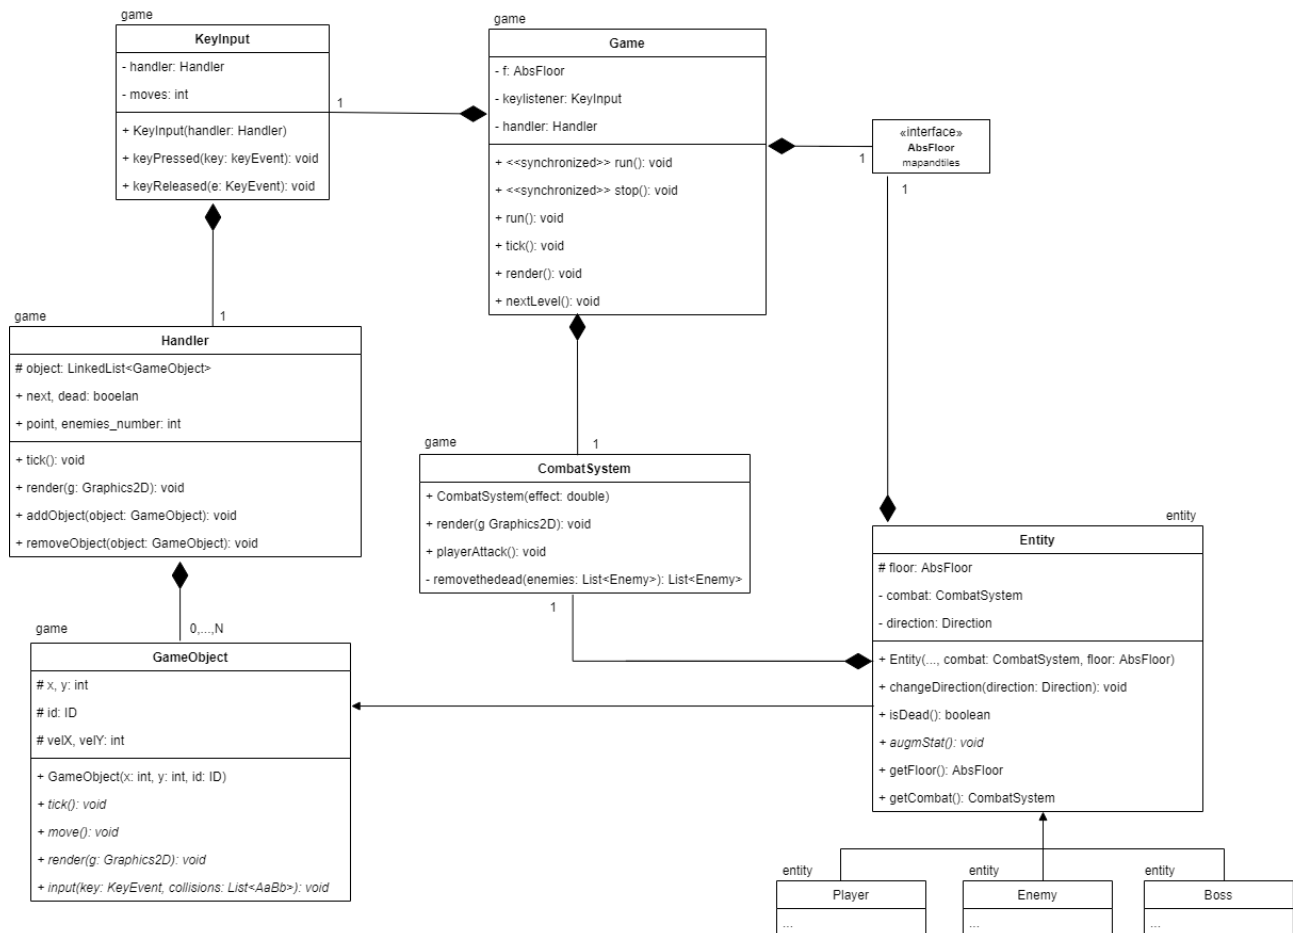 game
KeyInput
- handler: Handler
- moves: int
+ KeyInput(handler: Handler)
+ keyPressed(key: keyEvent): void
+ keyReleased(e: KeyEvent): void
1
game
Game
- f: AbsFloor
- keylistener: KeyInput
- handler: Handler
+ <<synchronized>> run(): void
+ <<synchronized>> stop(): void
+ run(): void
+ tick(): void
+ render(): void
+ nextLevel(): void
1
«interface»
AbsFloor
mapandtiles
1
1
game
Handler
# object: LinkedList<GameObject>
+ next, dead: booelan
+ point, enemies_number: int
+ tick(): void
+ render(g: Graphics2D): void
+ addObject(object: GameObject): void
+ removeObject(object: GameObject): void
1
game
CombatSystem
+ CombatSystem(effect: double)
+ render(g Graphics2D): void
+ playerAttack(): void
- removethedead(enemies: List<Enemy>): List<Enemy>
1
entity
Entity
# floor: AbsFloor
- combat: CombatSystem
- direction: Direction
+ Entity(..., combat: CombatSystem, floor: AbsFloor)
+ changeDirection(direction: Direction): void
+ isDead(): boolean
+ augmStat(): void
+ getFloor(): AbsFloor
+ getCombat(): CombatSystem
0,...,N
game
GameObject
# x, y: int
# id: ID
# velX, velY: int
+ GameObject(x: int, y: int, id: ID)
+ tick(): void
+ move(): void
+ render(g: Graphics2D): void
+ input(key: KeyEvent, collisions: List<AaBb>): void
entity
Player
...
entity
Enemy
...
entity
Boss
...